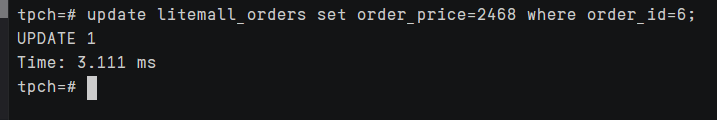 tpch=# update litemall_orders set order_price=2468 where order_id=6;
UPDATE 1
Time: 3.111 ms
tpch=#